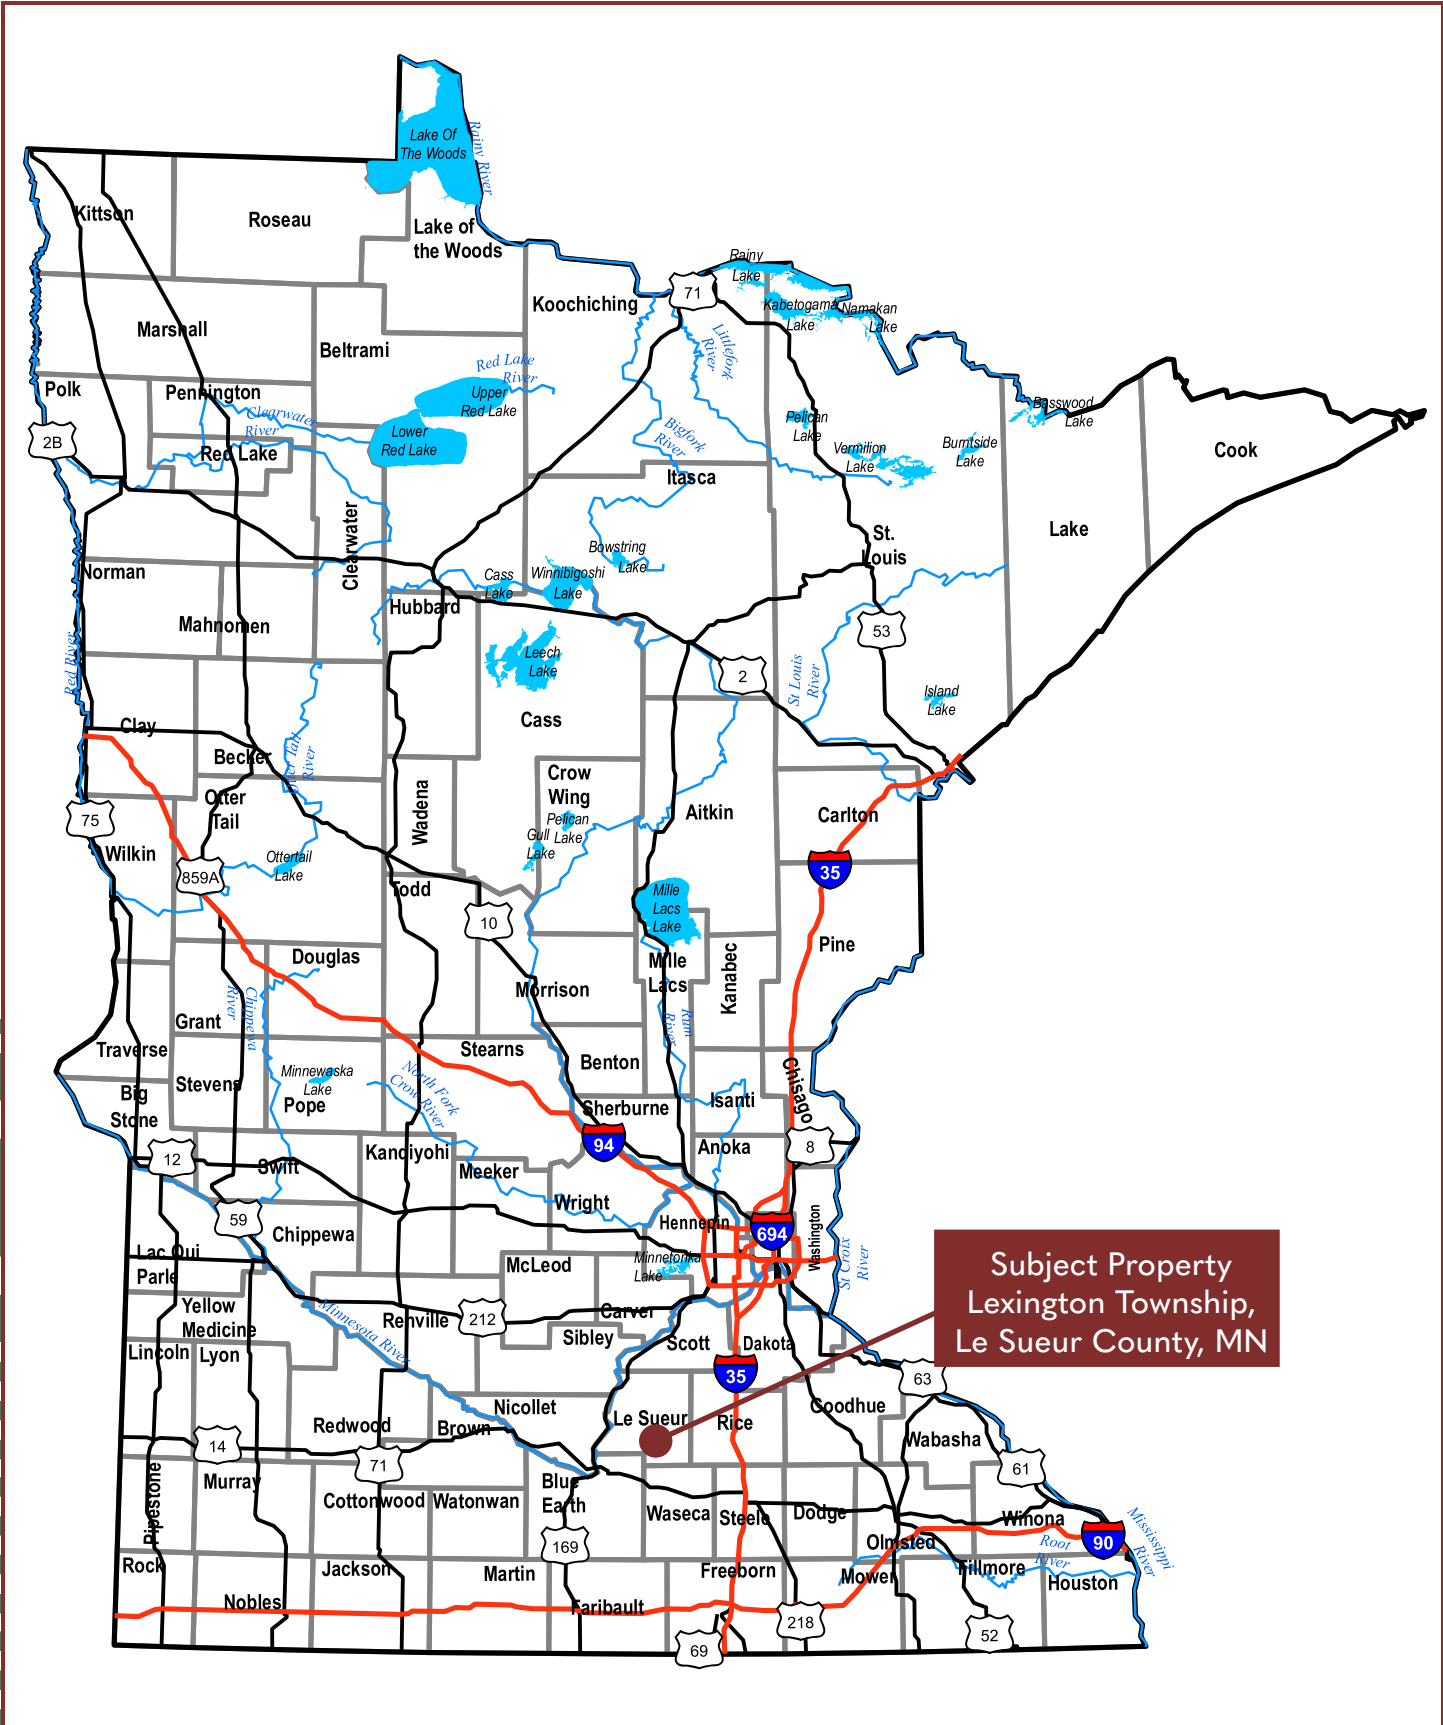 Lake Of
The Woods
Rainy River
Kittson
Roseau
Lake of
the Woods
Rainy
Lake
71
Koochiching
Kabetogama
Lake
Namakan
Lake
Marshall
Beltrami
Littlefork
River
Red Lake
River
Polk
Pennington
Upper
Red Lake
Clearwater
River
Basswood
Lake
Pelican
Lake
2B
Lower
Red Lake
Bigfork
River
Red Lake
Vermilion
Lake
Burntside
Lake
Cook
Itasca
Clearwater
St.
Louis
Lake
Bowstring
Lake
Norman
Cass
Lake
Winnibigoshi
Lake
Hubbard
Mahnomen
53
Red River
Leech
Lake
2
St Louis
River
Island
Lake
Cass
Clay
Becker
Otter Tail
River
Crow
Wing
Otter
Tail
Wadena
Pelican
Lake
Gull
Lake
Aitkin
Carlton
75
Wilkin
859A
Ottertail
Lake
35
Todd
Mille
Lacs
Lake
10
Pine
Douglas
Mille
Lacs
Kanabec
Morrison
Chippewa
River
Grant
Rum
River
Traverse
Stearns
Benton
Big
Stone
Stevens
Minnewaska
Lake
Pope
North Fork
Crow River
Chisago
Sherburne
Isanti
94
Anoka
8
12
Swift
Kandiyohi
Meeker
Wright
59
Chippewa
Hennepin
694
Washington
Lac Qui
Parle
McLeod
Minnetonka
Lake
St Croix
River
Subject Property
Lexington Township,
Le Sueur County, MN
Yellow
Medicine
Minnesota River
Renville
212
Carver
Sibley
Scott
Dakota
Lincoln
Lyon
35
63
Nicollet
Le Sueur
Rice
Goodhue
Redwood
Brown
14
71
Wabasha
61
Pipestone
Murray
Cottonwood
Watonwan
Blue
Earth
Waseca
Steele
Dodge
Winona
Olmsted
90
Mississippi
River
Root
River
169
Rock
Jackson
Martin
Freeborn
Mower
Fillmore
Houston
Nobles
Faribault
218
69
52